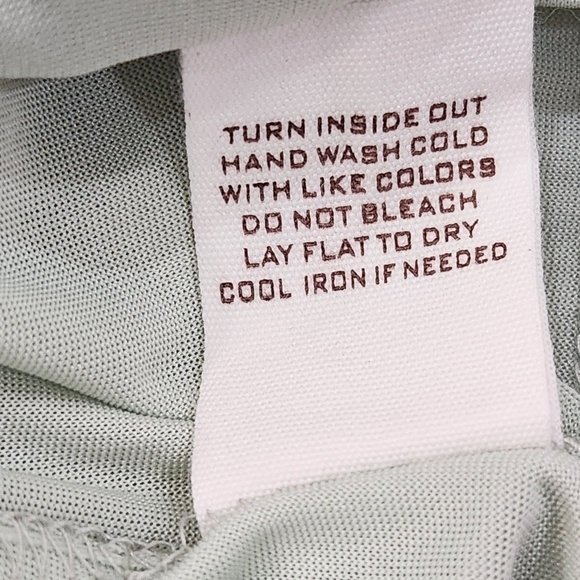 TURN INSIDE OUT
HAND WASH COLD
WITH LIKE COLORS
DO NOT BLEACH
LAY FLAT TO DRY
COOL IRON IF NEEDED